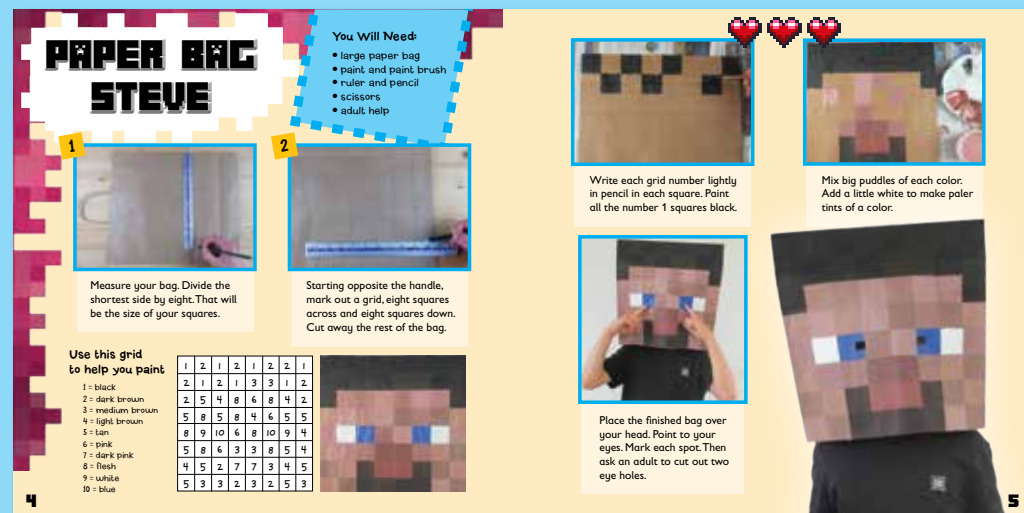 PAPER BAG
STEVE
You Will Need:
• large paper bag
• paint and paint brush
• ruler and pencil
• scissors
• adult help
1
Measure your bag. Divide the
shortest side by eight. That will
be the size of your squares.
2
Starting opposite the handle,
mark out a grid, eight squares
across and eight squares down.
Cut away the rest of the bag.
Use this grid
to help you paint
1 = black
2 = dark brown
3 = medium brown
4 = light brown
5 = tan
6 = pink
7 = dark pink
8 = flesh
9 = white
10 = blue
1 2 1 2 1 2 2 1
2 1 2 1 3 3 1 2
2 5 4 8 6 8 4 2
5 8 5 8 4 6 5 5
8 9 10 6 8 10 9 4
5 8 6 3 3 8 5 4
4 5 2 7 7 3 4 5
5 3 3 2 3 2 5 3
4
Write each grid number lightly
in pencil in each square. Paint
all the number 1 squares black.
Mix big puddles of each color.
Add a little white to make paler
tints of a color.
Place the finished bag over
your head. Point to your
eyes. Mark each spot. Then
ask an adult to cut out two
eye holes.
5